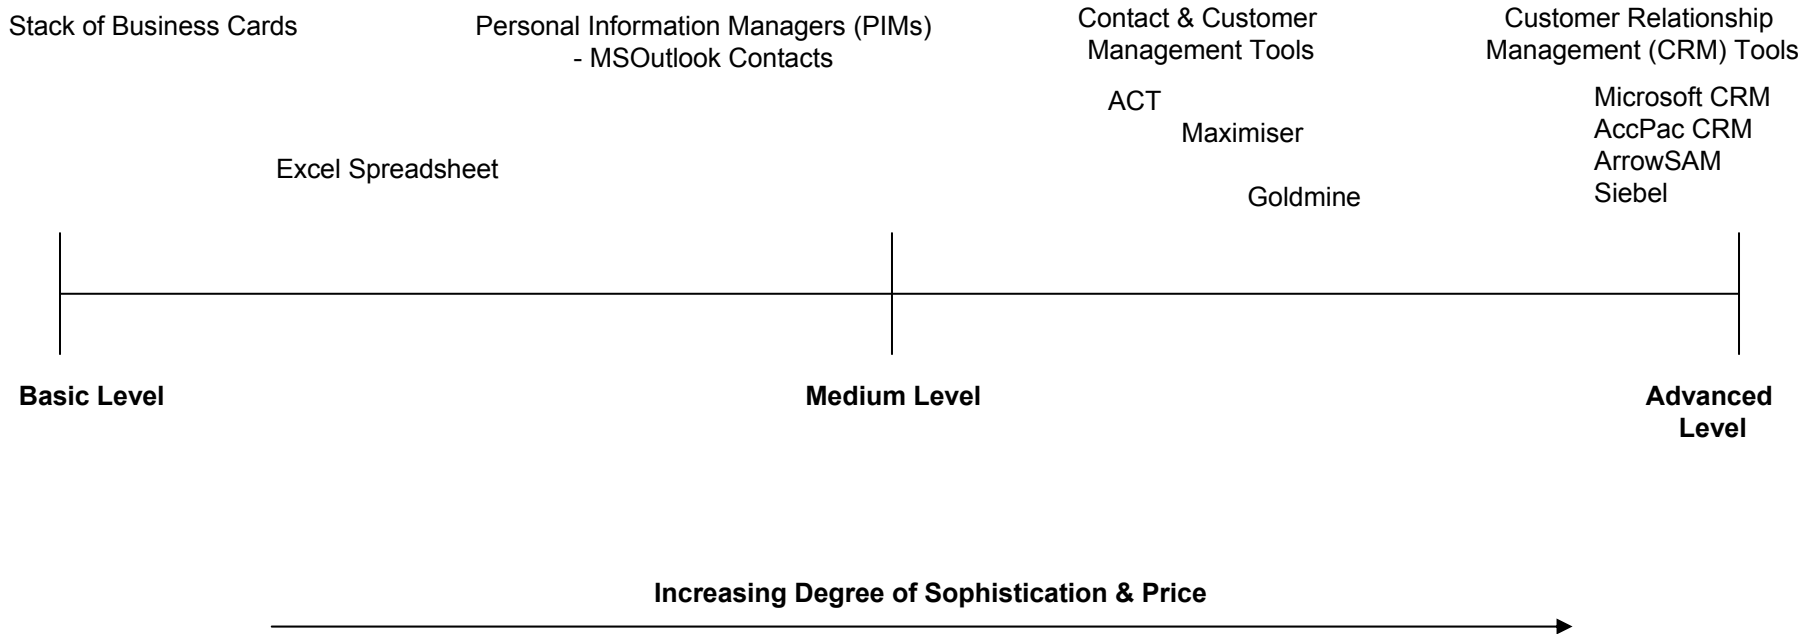 Stack of Business Cards
Personal Information Managers (PIMs)
- MSOutlook Contacts
Contact & Customer
Management Tools
Customer Relationship
Management (CRM) Tools
Excel Spreadsheet
ACT
Maximiser
Goldmine
Microsoft CRM
AccPac CRM
ArrowSAM
Siebel
Basic Level
Medium Level
Advanced
Level
Increasing Degree of Sophistication & Price